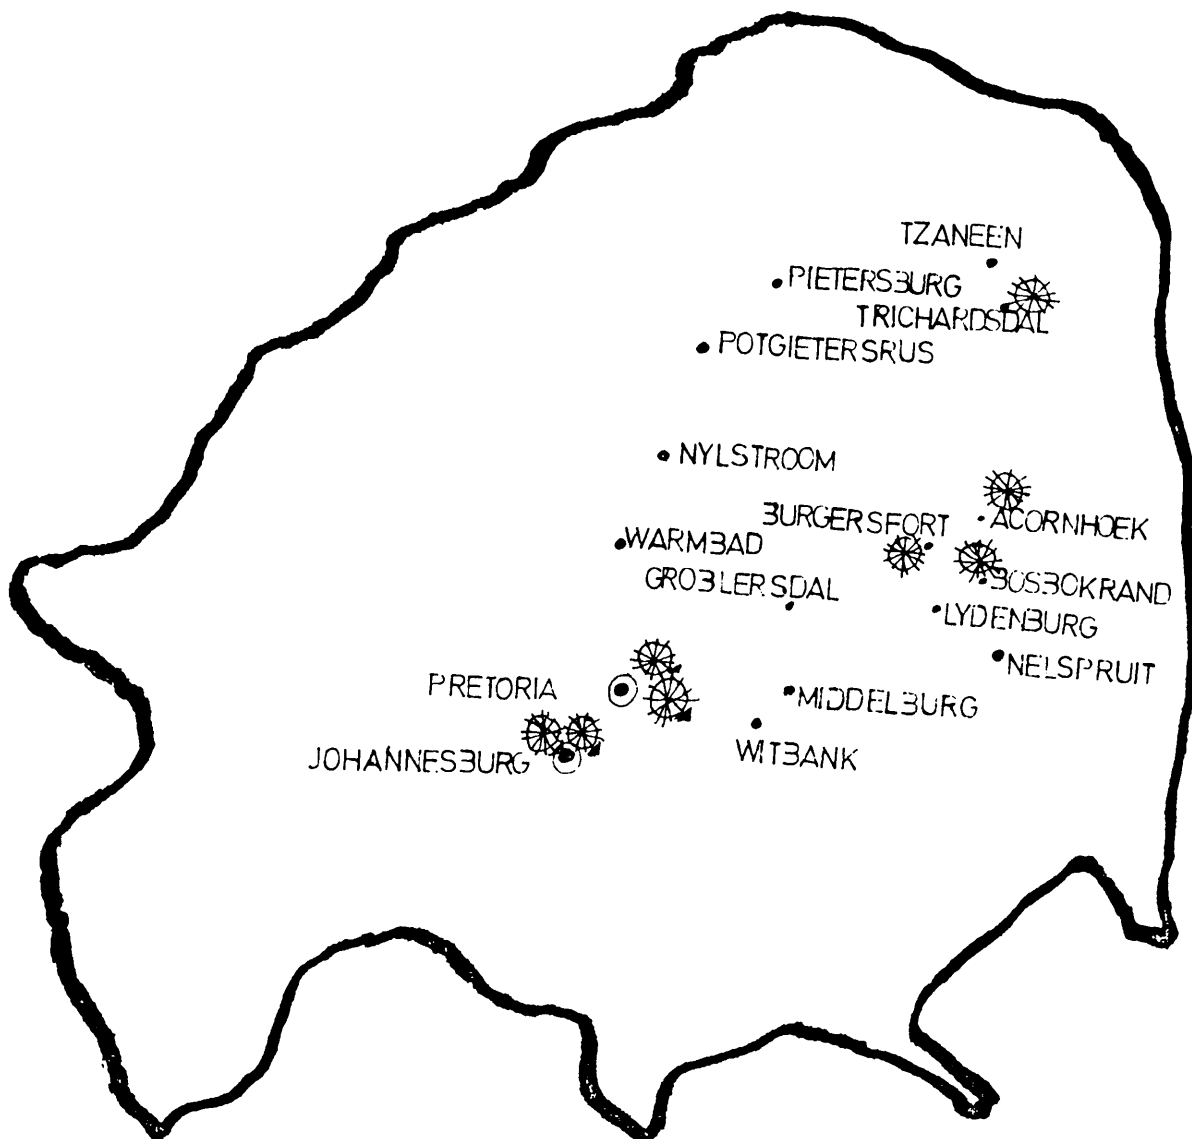 TZANEEN
PIETERSBURG
TRICHARDSDAL
POTGIETERSRUS
NYLSTROOM
BURGERSFORT
ACORNHOEK
WARMBAD
GROBLERSDAL
BOSBOKRAND
LYDENBURG
NELSPRUIT
PRETORIA
MIDDELBURG
JOHANNESBURG
WITBANK